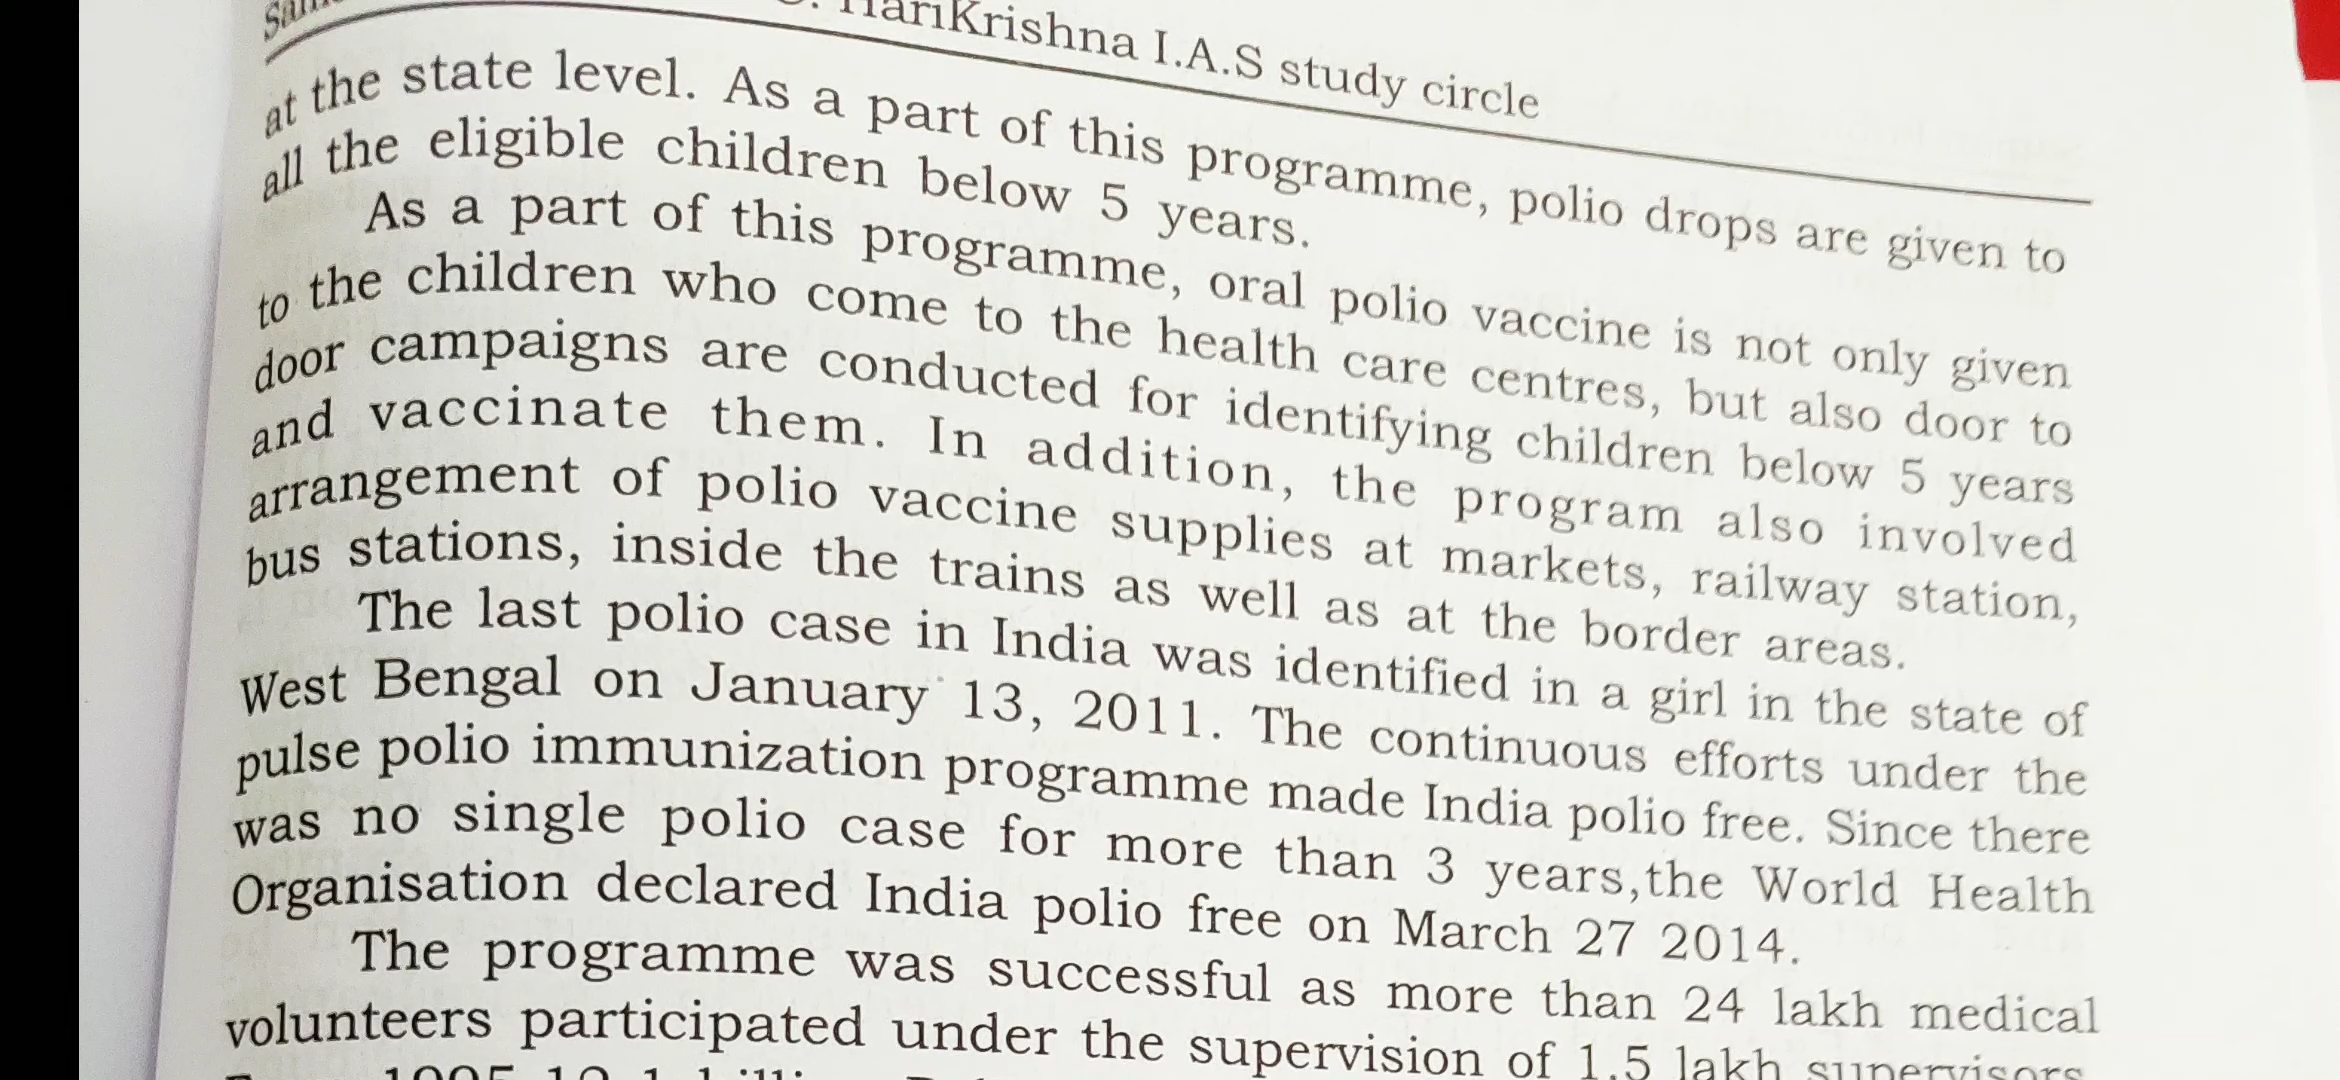 HariKrishna I.A.S study circle
at the state level. As a part of this programme, polio drops are given to
all the eligible children below 5 years.
As a part of this programme, oral polio vaccine is not only given
to the children who come to the health care centres, but also door to
door campaigns are conducted for identifying children below 5 years
and vaccinate them. In addition, the program also involved
arrangement of polio vaccine supplies at markets, railway station,
bus stations, inside the trains as well as at the border areas.
The last polio case in India was identified in a girl in the state of
West Bengal on January 13, 2011. The continuous efforts under the
pulse polio immunization programme made India polio free. Since there
was no single polio case for more than 3 years,the World Health
Organisation declared India polio free on March 27 2014.
The programme was successful as more than 24 lakh medical
volunteers participated under the supervision of 1.5 lakh supervisors.